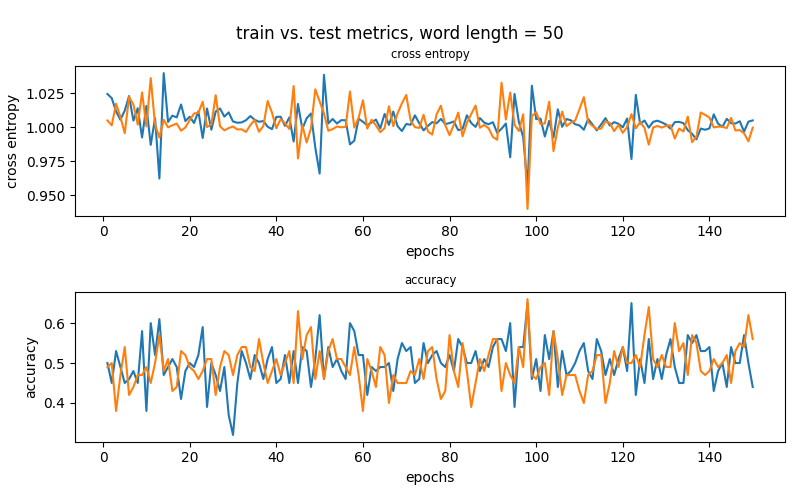 train vs. test metrics, word length = 50
cross entropy
cross entropy
1.025
1.000
0.975
0.950
0 20 40 60 80 100 120 140
epochs
accuracy
accuracy
0.6
0.5
0.4
0 20 40 60 80 100 120 140
epochs